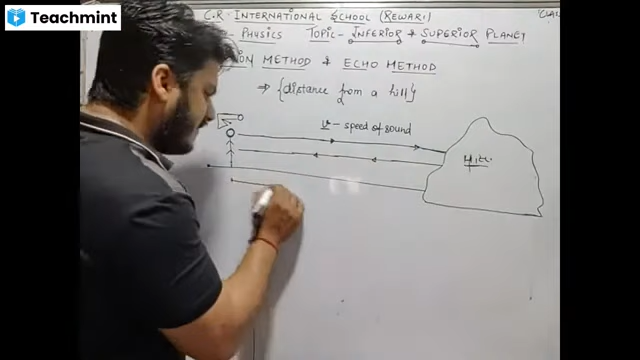 Teachmint
C.R. INTERNATIONAL SCHOOL (REWARI)
PHYSICS TOPIC- INFERIOR & SUPERIOR PLANET
METHOD & ECHO METHOD
⇒ {distance from a hill}
v - speed of sound
Hill